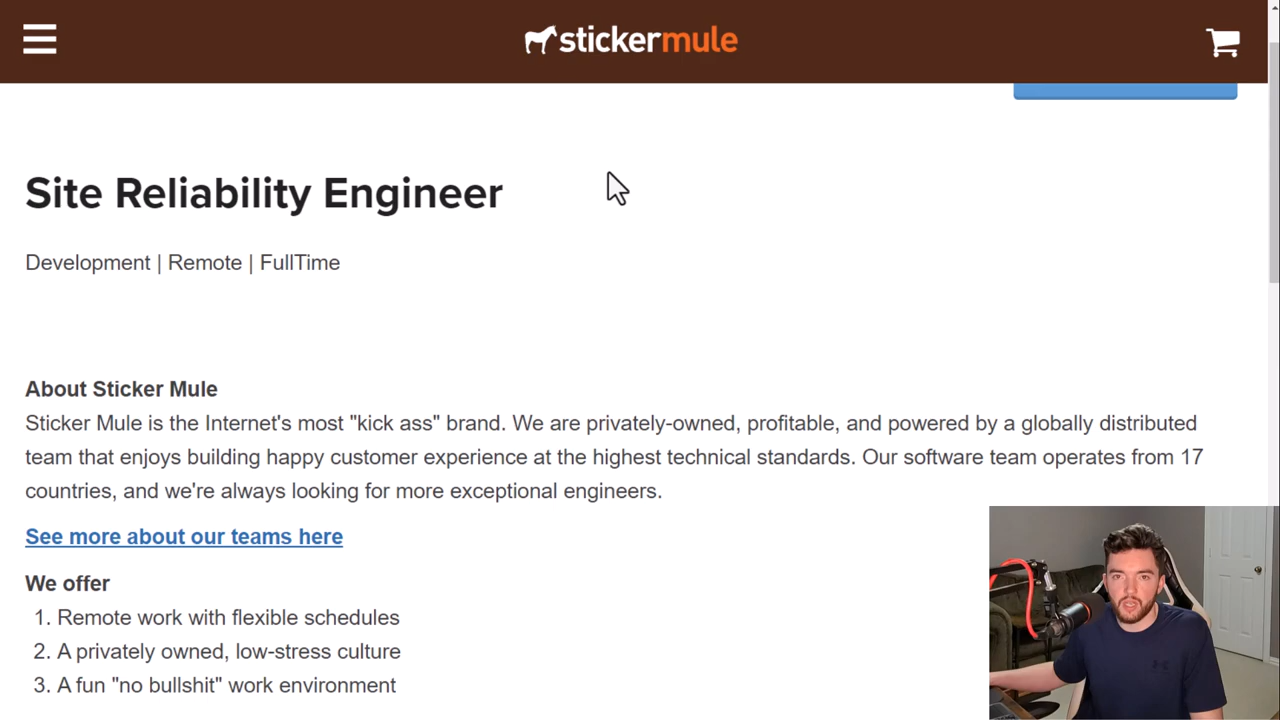 stickermule
Site Reliability Engineer
Development | Remote | FullTime
About Sticker Mule
Sticker Mule is the Internet's most "kick ass" brand. We are privately-owned, profitable, and powered by a globally distributed
team that enjoys building happy customer experience at the highest technical standards. Our software team operates from 17
countries, and we're always looking for more exceptional engineers.
See more about our teams here
We offer
1. Remote work with flexible schedules
2. A privately owned, low-stress culture
3. A fun "no bullshit" work environment